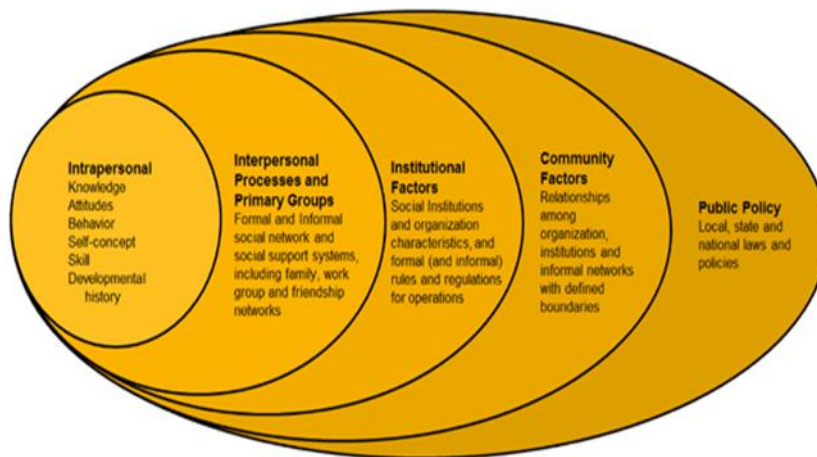 Intrapersonal
Knowledge
Attitudes
Behavior
Self-concept
Skill
Developmental
history
Interpersonal
Processes and
Primary Groups
Formal and Informal
social network and
social support systems,
including family, work
group and friendship
networks
Institutional
Factors
Social Institutions
and organization
characteristics, and
formal (and informal)
rules and regulations
for operations
Community
Factors
Relationships
among
organization,
institutions and
informal networks
with defined
boundaries
Public Policy
Local, state and
national laws and
policies